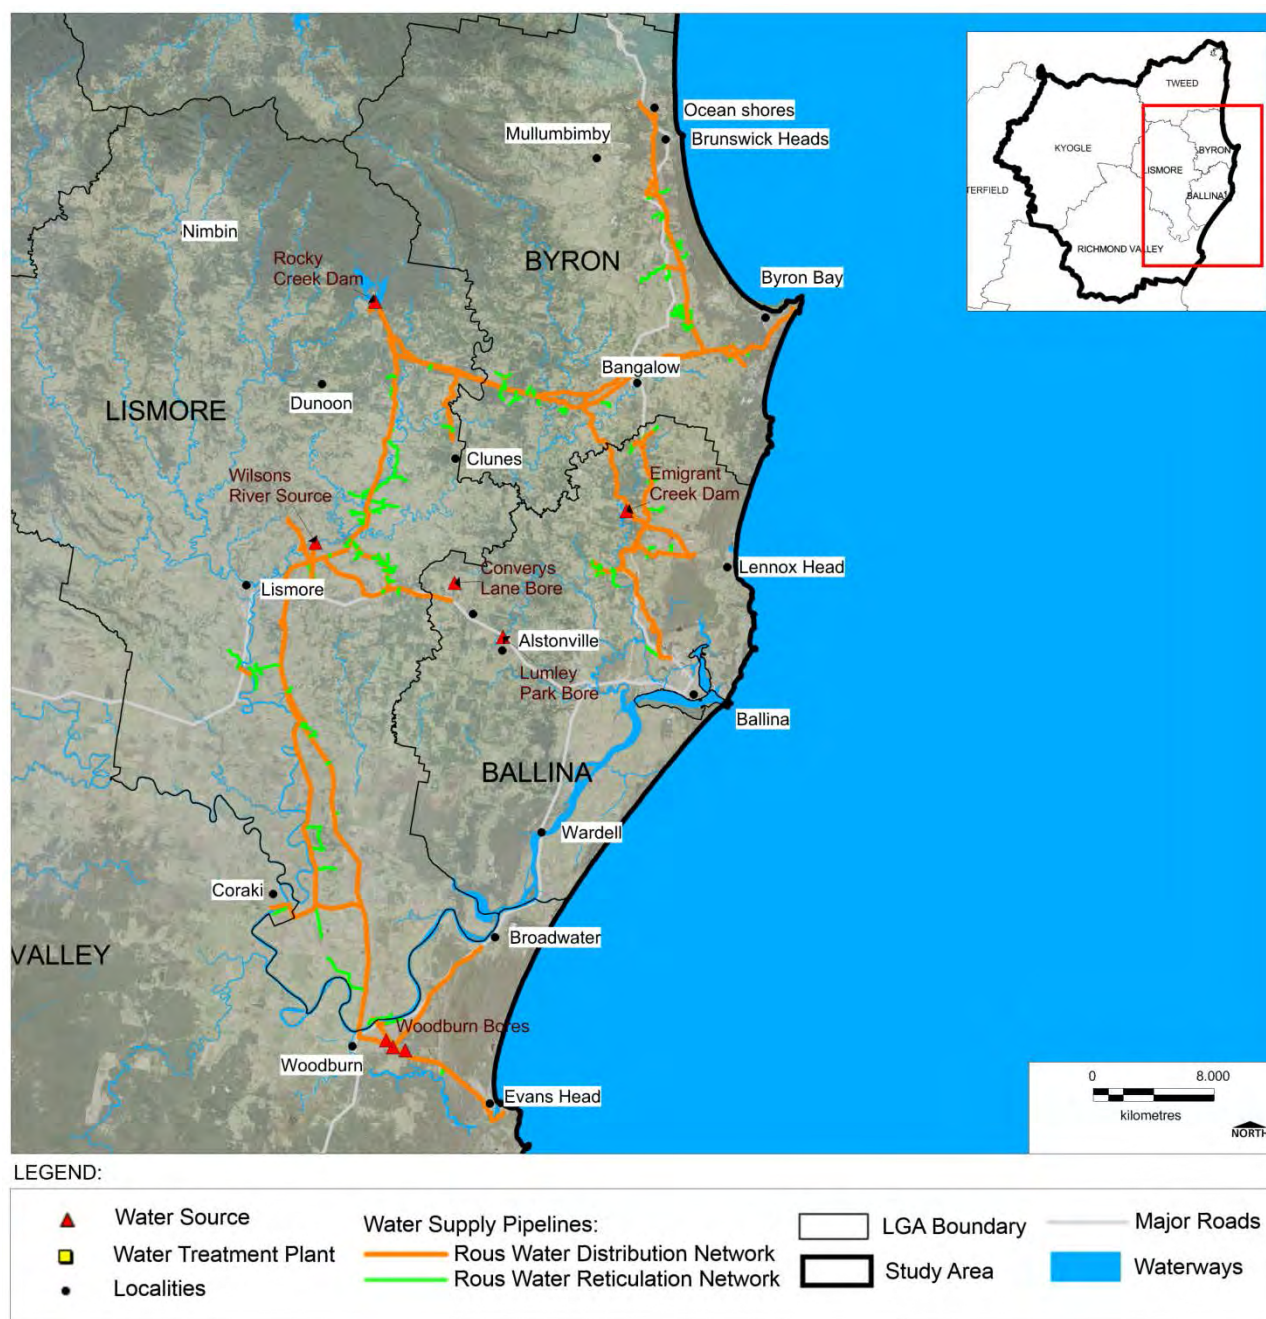 Ocean shores
Mullumbimby
Brunswick Heads
Nimbin
BYRON
Rocky
Creek Dam
Byron Bay
Bangalow
Dunoon
LISMORE
Clunes
Wilsons
River Source
Emigrant
Creek Dam
Converys
Lane Bore
Lennox Head
Lismore
Alstonville
Lumley
Park Bore
Ballina
BALLINA
Wardell
Coraki
Broadwater
VALLEY
Woodburn Bores
Woodburn
Evans Head
TWEED
KYOGLE
BYRON
LISMORE
TERFIELD
BALLINA
RICHMOND VALLEY
0 8.000
kilometres
NORTH
LEGEND:
Water Source
Water Treatment Plant
Localities
Water Supply Pipelines:
Rous Water Distribution Network
Rous Water Reticulation Network
LGA Boundary
Study Area
Major Roads
Waterways